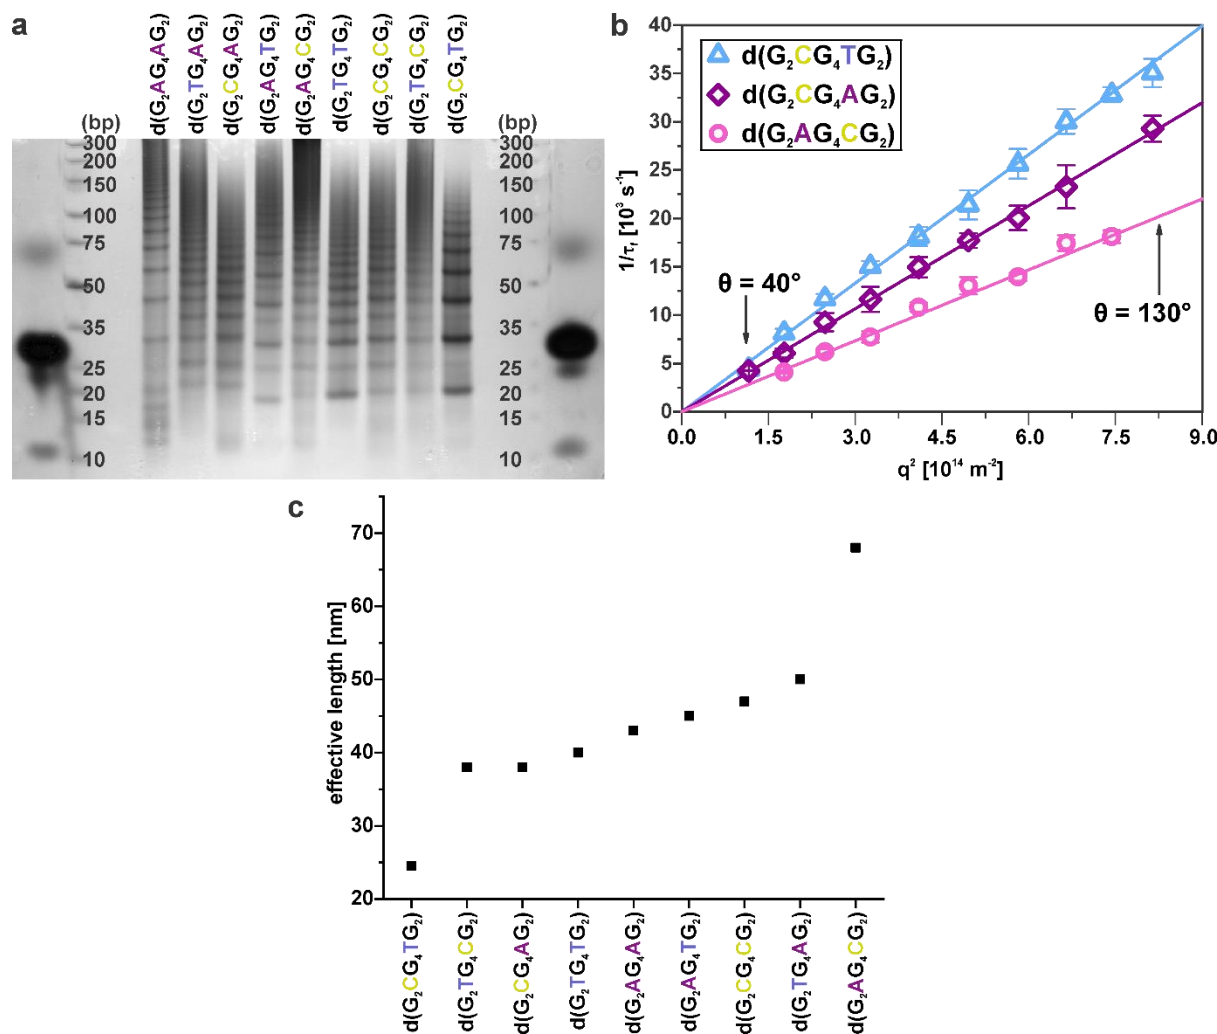 a
d(G₂AG₄AG₂)
d(G₂TG₄AG₂)
d(G₂CG₄AG₂)
d(G₂AG₄TG₂)
d(G₂AG₄CG₂)
d(G₂TG₄TG₂)
d(G₂CG₄CG₂)
d(G₂TG₄CG₂)
d(G₂CG₄TG₂)
(bp)
300
200
150
100
75
50
35
25
20
15
10
(bp)
300
200
150
100
75
50
35
25
20
15
10
b
d(G₂CG₄TG₂)
d(G₂CG₄AG₂)
d(G₂AG₄CG₂)
θ = 40°
θ = 130°
1/τf [10³ s⁻¹]
40
35
30
25
20
15
10
5
0
0.0 1.5 3.0 4.5 6.0 7.5 9.0
q² [10¹⁴ m⁻²]
c
effective length [nm]
70
60
50
40
30
20
d(G₂CG₄TG₂)
d(G₂TG₄CG₂)
d(G₂CG₄AG₂)
d(G₂TG₄TG₂)
d(G₂AG₄AG₂)
d(G₂AG₄TG₂)
d(G₂CG₄CG₂)
d(G₂TG₄AG₂)
d(G₂AG₄CG₂)